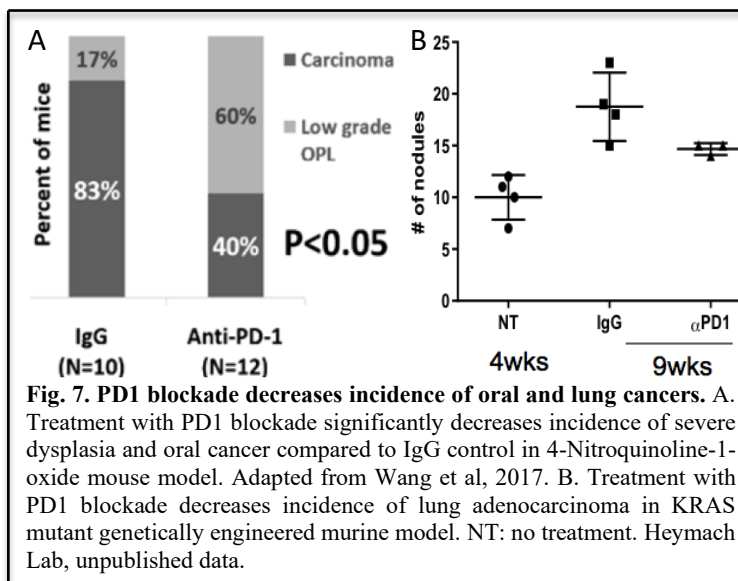 A
17%
83%
60%
40%
Percent of mice
Carcinoma
Low grade
OPL
P<0.05
IgG
(N=10)
Anti-PD-1
(N=12)
B
# of nodules
25
20
15
10
5
0
NT
IgG
αPD1
4wks
9wks
Fig. 7. PD1 blockade decreases incidence of oral and lung cancers. A.
Treatment with PD1 blockade significantly decreases incidence of severe
dysplasia and oral cancer compared to IgG control in 4-Nitroquinoline-1-
oxide mouse model. Adapted from Wang et al, 2017. B. Treatment with
PD1 blockade decreases incidence of lung adenocarcinoma in KRAS
mutant genetically engineered murine model. NT: no treatment. Heymach
Lab, unpublished data.